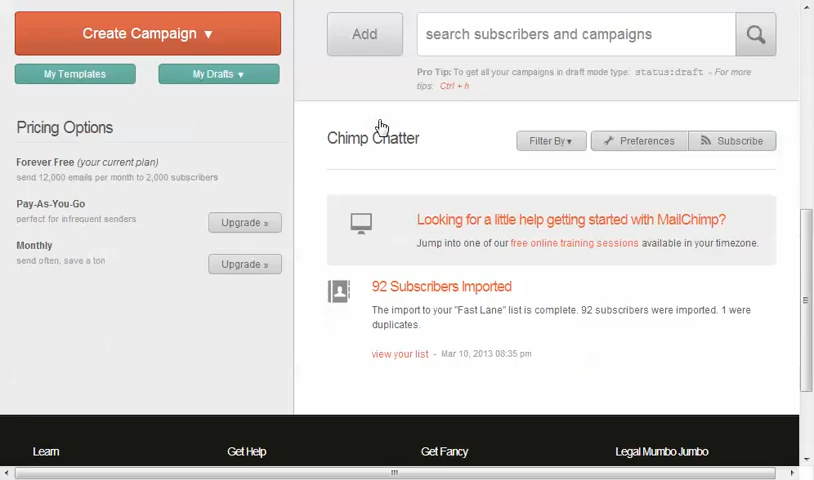 Create Campaign ▾
My Templates
My Drafts ▾
Pricing Options
Forever Free (your current plan)
send 12,000 emails per month to 2,000 subscribers
Pay-As-You-Go
perfect for infrequent senders
Upgrade »
Monthly
send often, save a ton
Upgrade »
Add
search subscribers and campaigns
Pro Tip: To get all your campaigns in draft mode type: status:draft - For more
tips: Ctrl + h
Chimp Chatter
Filter By ▾
Preferences
Subscribe
Looking for a little help getting started with MailChimp?
Jump into one of our free online training sessions available in your timezone.
92 Subscribers Imported
The import to your "Fast Lane" list is complete. 92 subscribers were imported. 1 were
duplicates.
view your list - Mar 10, 2013 08:35 pm
Learn
Get Help
Get Fancy
Legal Mumbo Jumbo